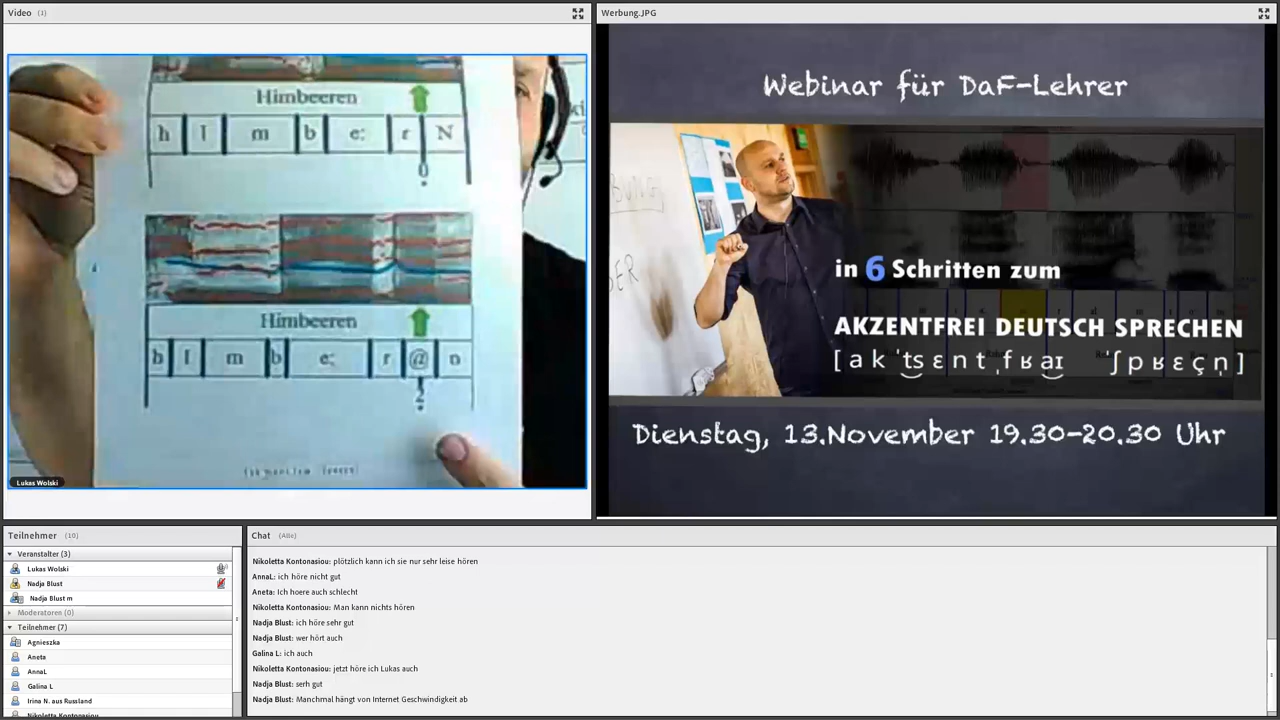 Video (1)
Himbeeren
h I m b e: r N
0
Himbeeren
h I m b e: r @ n
2
Lukas Wolski
Werbung.JPG
Webinar für DaF-Lehrer
in 6 Schritten zum
AKZENTFREI DEUTSCH SPRECHEN
[akˈt͜sɛntˌfʁa͜ɪ ˈʃpʁɛçn̩]
Dienstag, 13.November 19.30-20.30 Uhr
Teilnehmer (10)
Veranstalter (3)
Lukas Wolski
Nadja Blust
Nadja Blust m
Moderatoren (0)
Teilnehmer (7)
Agnieszka
Aneta
AnnaL
Galina L
Irina N. aus Russland
Nikoletta Kontonasiou
Chat (Alle)
Nikoletta Kontonasiou: plötzlich kann ich sie nur sehr leise hören
AnnaL: ich höre nicht gut
Aneta: Ich hoere auch schlecht
Nikoletta Kontonasiou: Man kann nichts hören
Nadja Blust: ich höre sehr gut
Nadja Blust: wer hört auch
Galina L: ich auch
Nikoletta Kontonasiou: jetzt höre ich Lukas auch
Nadja Blust: serh gut
Nadja Blust: Manchmal hängt von Internet Geschwindigkeit ab